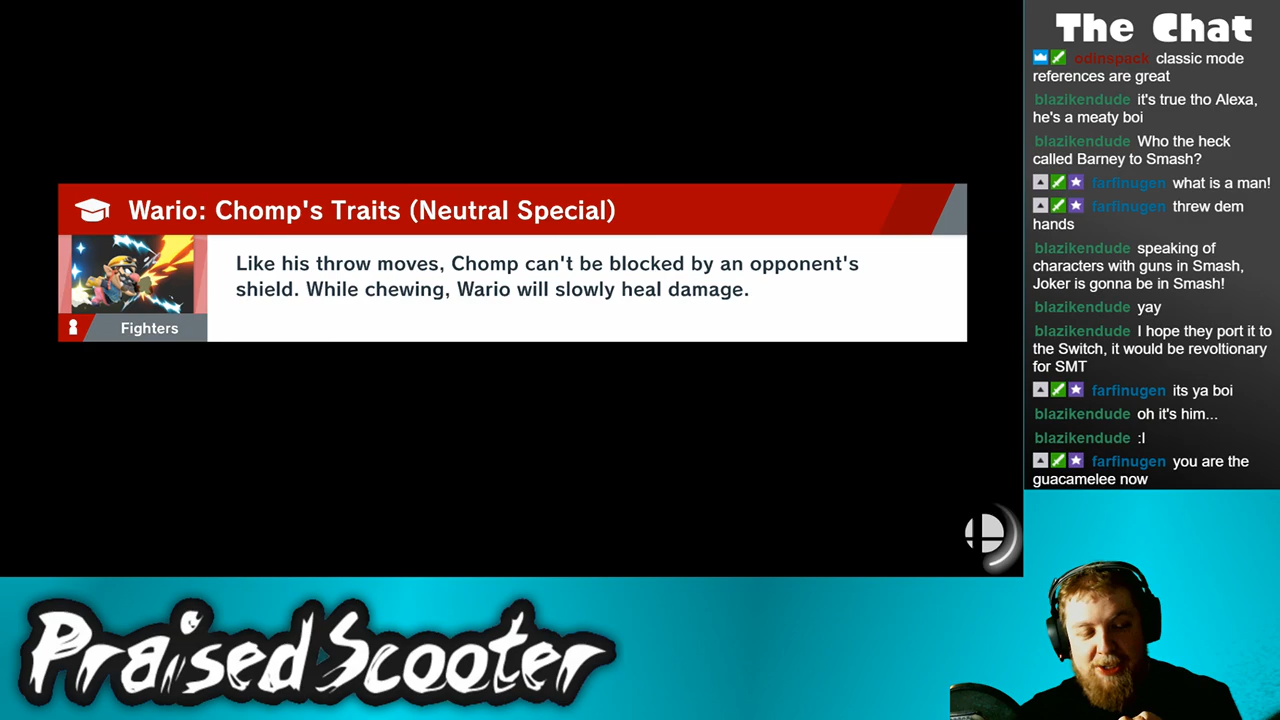 Wario: Chomp's Traits (Neutral Special)
Like his throw moves, Chomp can't be blocked by an opponent's
shield. While chewing, Wario will slowly heal damage.
Fighters
The Chat
odinspack classic mode
references are great
blazikendude it's true tho Alexa,
he's a meaty boi
blazikendude Who the heck
called Barney to Smash?
farfinugen what is a man!
farfinugen threw dem
hands
blazikendude speaking of
characters with guns in Smash,
Joker is gonna be in Smash!
blazikendude yay
blazikendude I hope they port it to
the Switch, it would be revoltionary
for SMT
farfinugen its ya boi
blazikendude oh it's him...
blazikendude :I
farfinugen you are the
guacamelee now
PraisedScooter